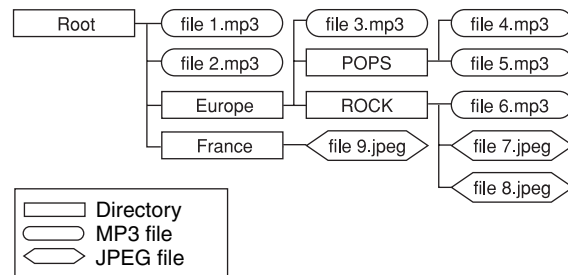 Root file 1.mp3 file 3.mp3 file 4.mp3
file 2.mp3 POPS file 5.mp3
Europe ROCK file 6.mp3
France file 9.jpeg file 7.jpeg
file 8.jpeg
Directory
MP3 file
JPEG file